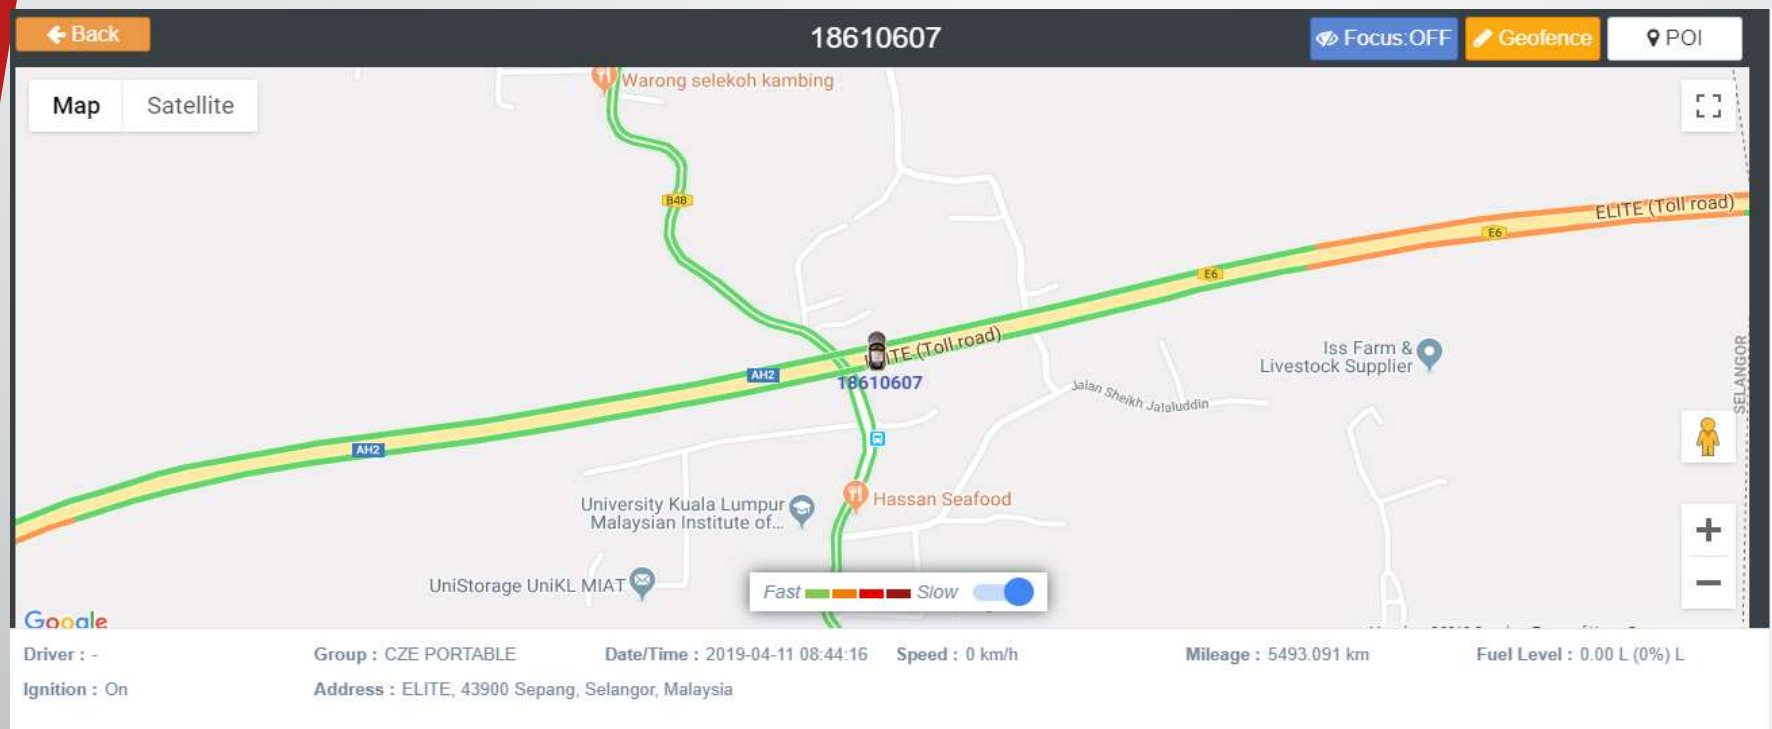 Back
18610607
Focus:OFF
Geofence
POI
Map
Satellite
Warong selekoh kambing
B48
ELITE (Toll road)
E6
E6
ITE (Toll road)
18610607
AH2
AH2
Iss Farm &
Livestock Supplier
SELANGOR
Jalan Sheikh Jalaluddin
University Kuala Lumpur
Malaysian Institute of...
Hassan Seafood
UniStorage UniKL MIAT
Fast
Slow
Google
Driver : -
Group : CZE PORTABLE
Date/Time : 2019-04-11 08:44:16
Speed : 0 km/h
Mileage : 5493.091 km
Fuel Level : 0.00 L (0%) L
Ignition : On
Address : ELITE, 43900 Sepang, Selangor, Malaysia